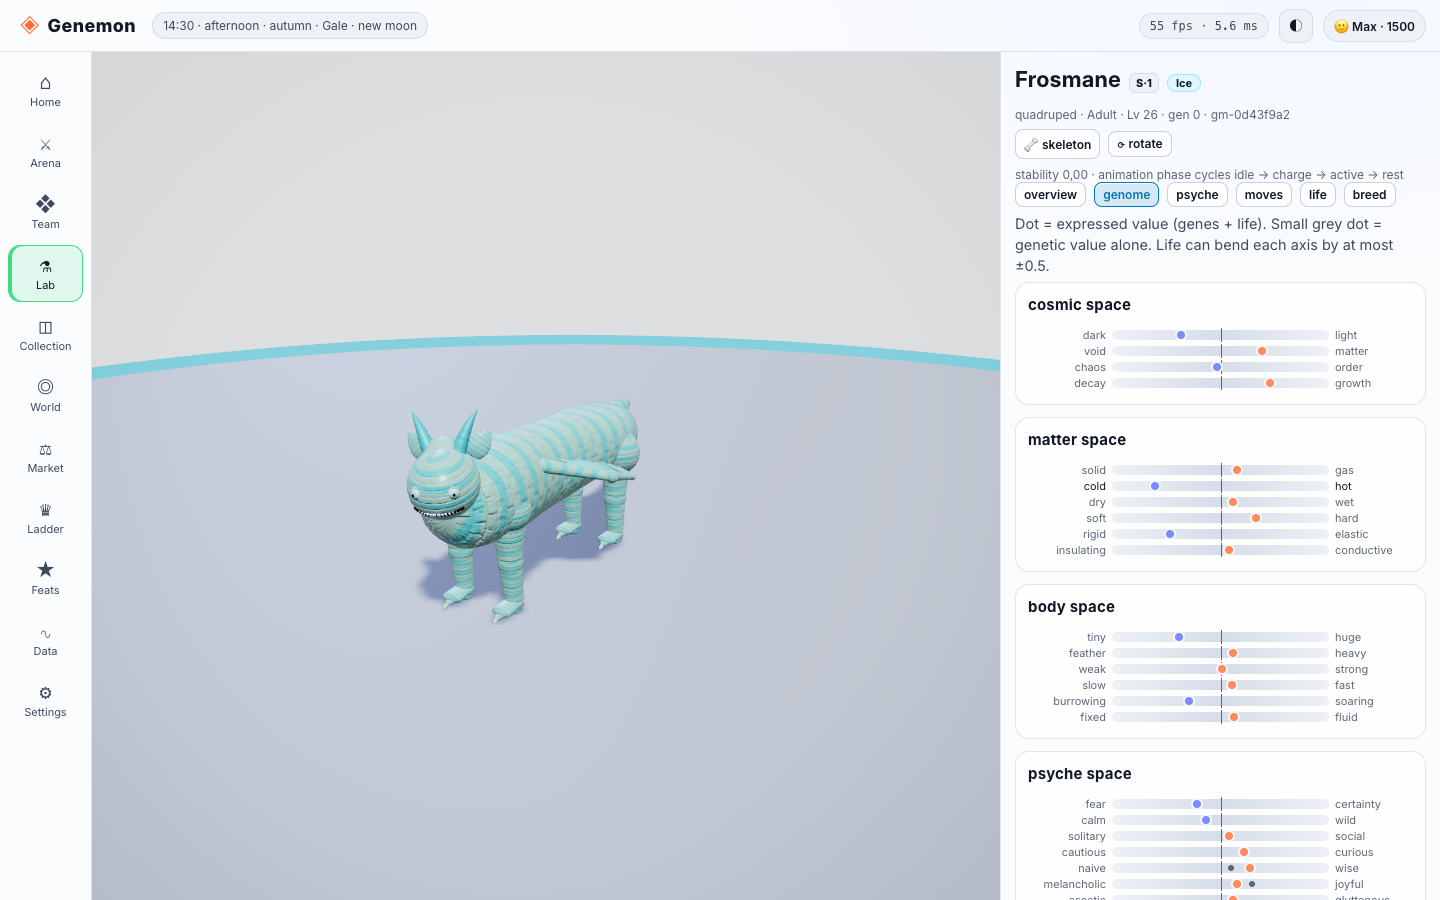 Genemon
14:30 · afternoon · autumn · Gale · new moon
55 fps · 5.6 ms
Max · 1500
Home
Arena
Team
Lab
Collection
World
Market
Ladder
Feats
Data
Settings
Frosmane S·1 Ice
quadruped · Adult · Lv 26 · gen 0 · gm-0d43f9a2
skeleton rotate
stability 0,00 · animation phase cycles idle → charge → active → rest
overview genome psyche moves life breed
Dot = expressed value (genes + life). Small grey dot =
genetic value alone. Life can bend each axis by at most
±0.5.
cosmic space
dark light
void matter
chaos order
decay growth
matter space
solid gas
cold hot
dry wet
soft hard
rigid elastic
insulating conductive
body space
tiny huge
feather heavy
weak strong
slow fast
burrowing soaring
fixed fluid
psyche space
fear certainty
calm wild
solitary social
cautious curious
naive wise
melancholic joyful